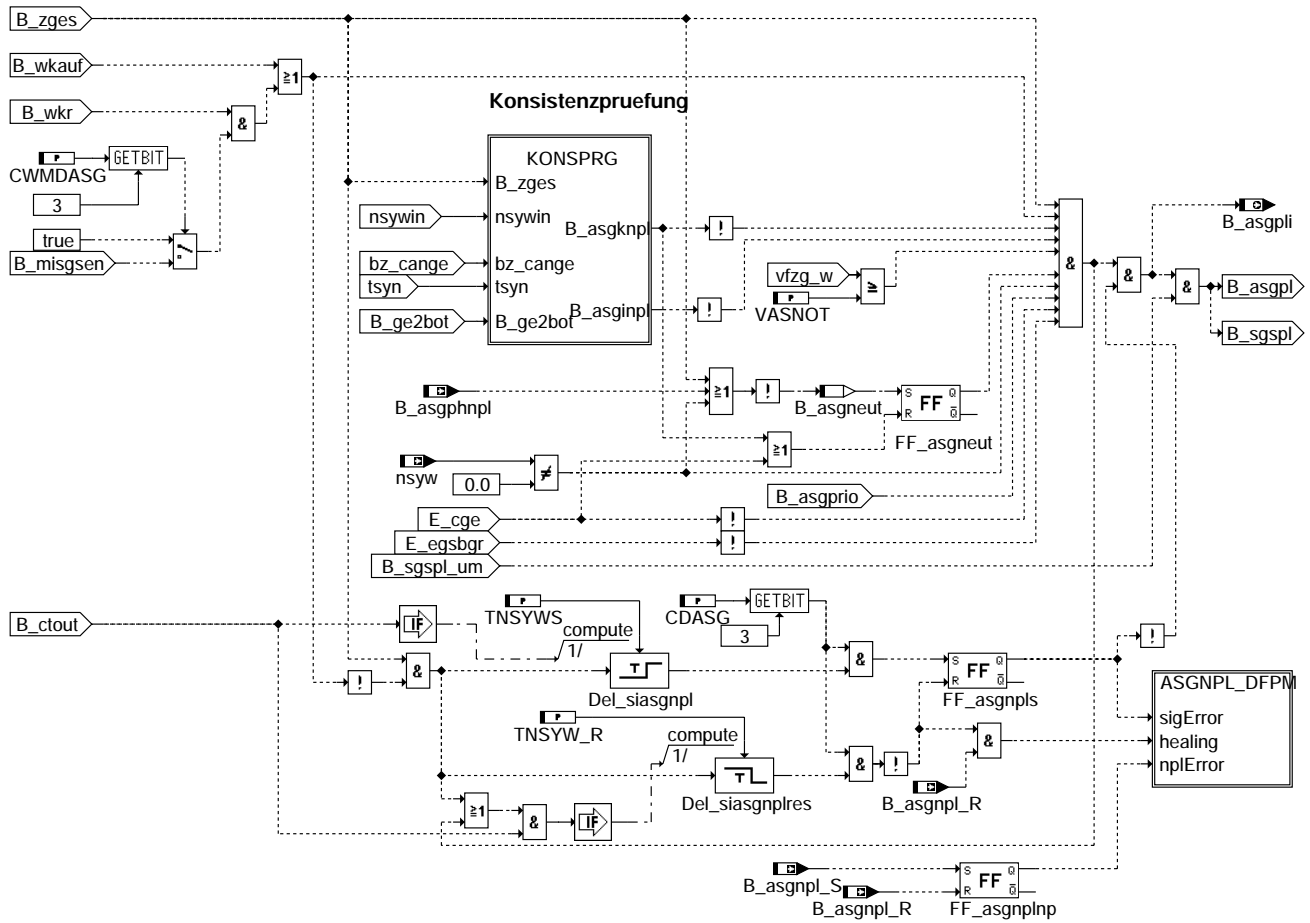 B_zges
B_wkauf
≧1
B_wkr
&
Konsistenzpruefung
P
GETBIT
CWMDASG
3
true
B_misgsen
KONSPRG
B_zges
nsywin
nsywin
B_asgknpl
!
bz_cange
bz_cange
tsyn
tsyn
B_asginpl
!
B_ge2bot
B_ge2bot
vfzg_w
≥
P
VASNOT
&
&
&
B_asgpli
B_asgpl
B_sgspl
B_asgphnpl
≧1
!
B_asgneut
S
Q
FF
R
Q
FF_asgneut
≧1
nsyw
0.0
≠
B_asgprio
E_cge
!
E_egsbgr
!
B_sgspl_um
B_ctout
IF
P
TNSYWS
compute
1/
P
CDASG
GETBIT
3
!
!
&
T
Del_siasgnpl
&
S
Q
FF
R
Q
FF_asgnpls
ASGNPL_DFPM
sigError
healing
nplError
P
TNSYW_R
compute
1/
T
Del_siasgnplres
&
!
&
B_asgnpl_R
≧1
&
IF
B_asgnpl_S
B_asgnpl_R
S
Q
FF
R
Q
FF_asgnplnp